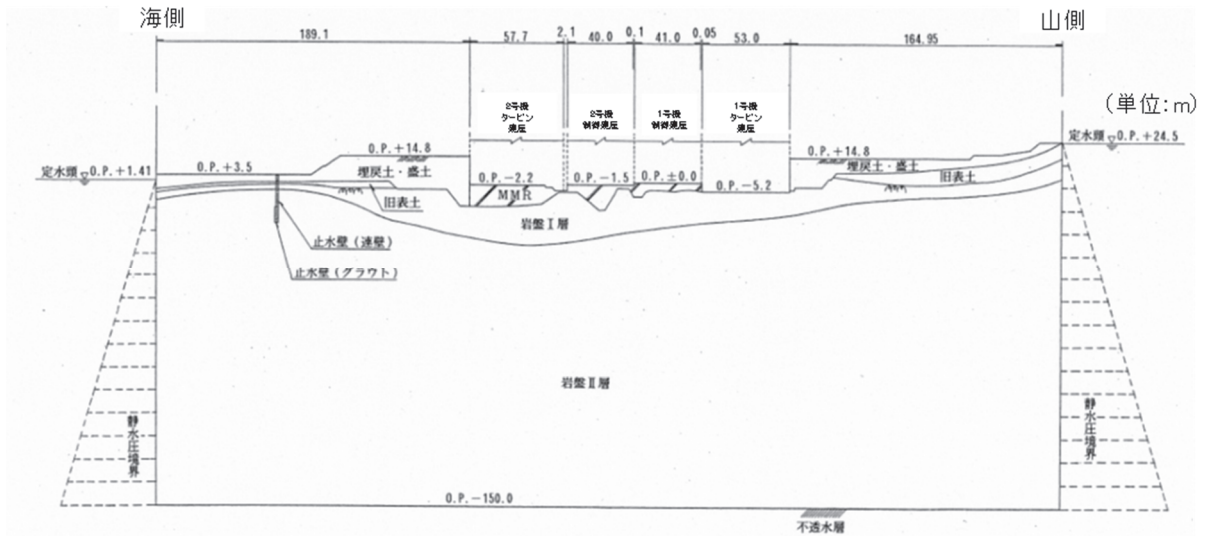 海側
山側
189.1
57.7
2.1
40.0
0.1
41.0
0.05
53.0
164.95
(単位:m)
2号機
タービン
建屋
2号機
制御建屋
1号機
制御建屋
1号機
タービン
建屋
定水頭 O.P.+1.41
O.P.+3.5
O.P.+14.8
埋戻土・盛土
旧表土
O.P.-2.2
MMR
O.P.-1.5
O.P.±0.0
O.P.-5.2
O.P.+14.8
埋戻土・盛土
旧表土
定水頭 O.P.+24.5
岩盤Ⅰ層
止水壁(連壁)
止水壁(グラウト)
岩盤Ⅱ層
静水圧境界
静水圧境界
O.P.-150.0
不透水層